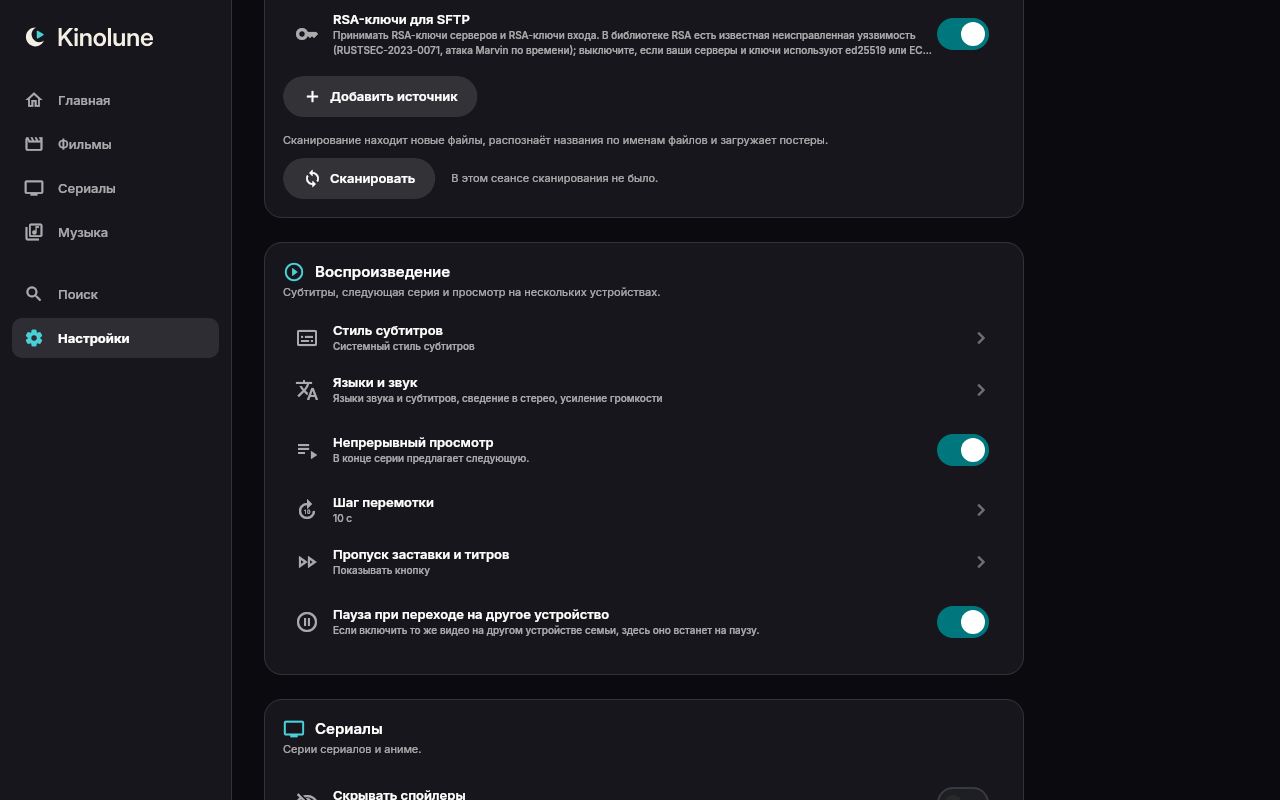 Kinolune
Главная
Фильмы
Сериалы
Музыка
Поиск
Настройки
RSA-ключи для SFTP
Принимать RSA-ключи серверов и RSA-ключи входа. В библиотеке RSA есть известная неисправленная уязвимость
(RUSTSEC-2023-0071, атака Marvin по времени); выключите, если ваши серверы и ключи используют ed25519 или EC...
Добавить источник
Сканирование находит новые файлы, распознаёт названия по именам файлов и загружает постеры.
Сканировать
В этом сеансе сканирования не было.
Воспроизведение
Субтитры, следующая серия и просмотр на нескольких устройствах.
Стиль субтитров
Системный стиль субтитров
Языки и звук
Языки звука и субтитров, сведение в стерео, усиление громкости
Непрерывный просмотр
В конце серии предлагает следующую.
Шаг перемотки
10 с
Пропуск заставки и титров
Показывать кнопку
Пауза при переходе на другое устройство
Если включить то же видео на другом устройстве семьи, здесь оно встанет на паузу.
Сериалы
Серии сериалов и аниме.
Скрывать спойлеры